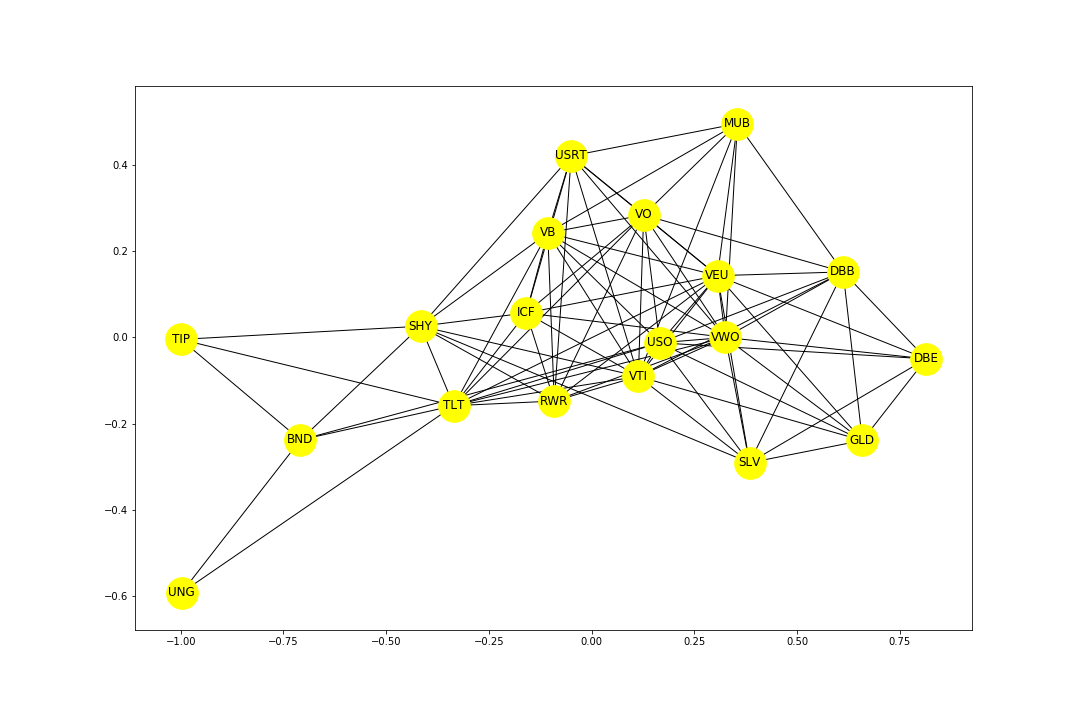 MUB
USRT
0.4
VO
VB
0.2
VEU
DBB
ICF
SHY
TIP
0.0
USO
VWO
DBE
VTI
TLT
RWR
−0.2
BND
GLD
SLV
−0.4
UNG
−0.6
−1.00 −0.75 −0.50 −0.25 0.00 0.25 0.50 0.75